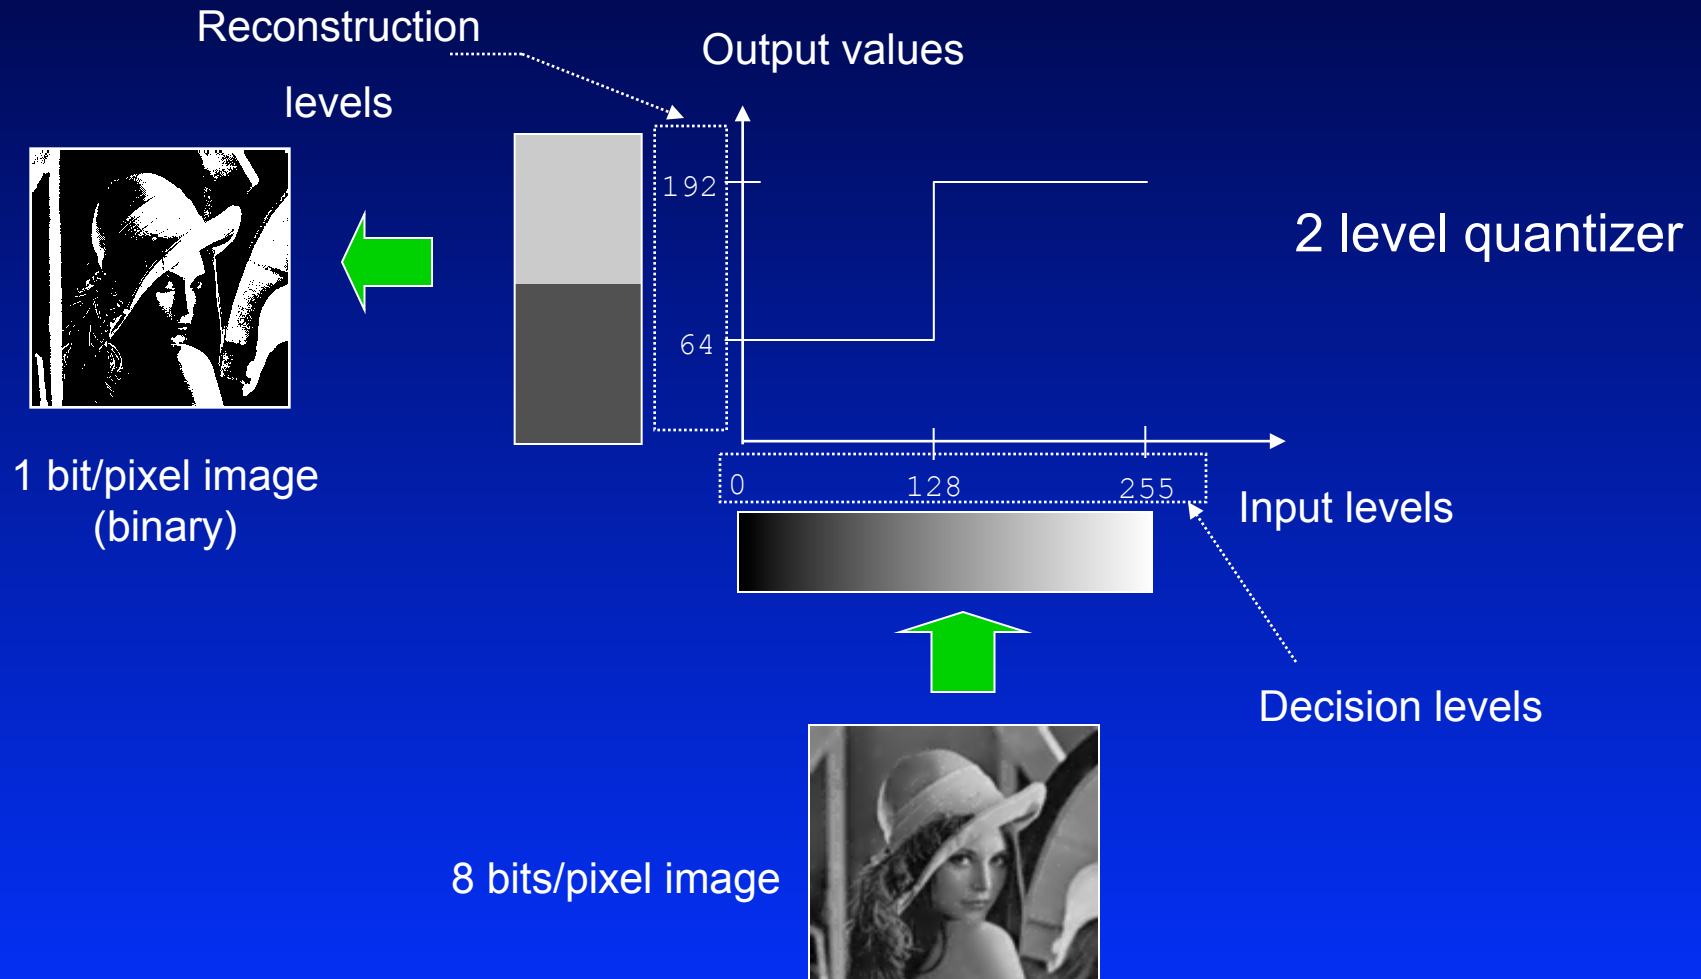 Reconstruction
levels
Output values
192
2 level quantizer
64
1 bit/pixel image
(binary)
0 128 255
Input levels
Decision levels
8 bits/pixel image